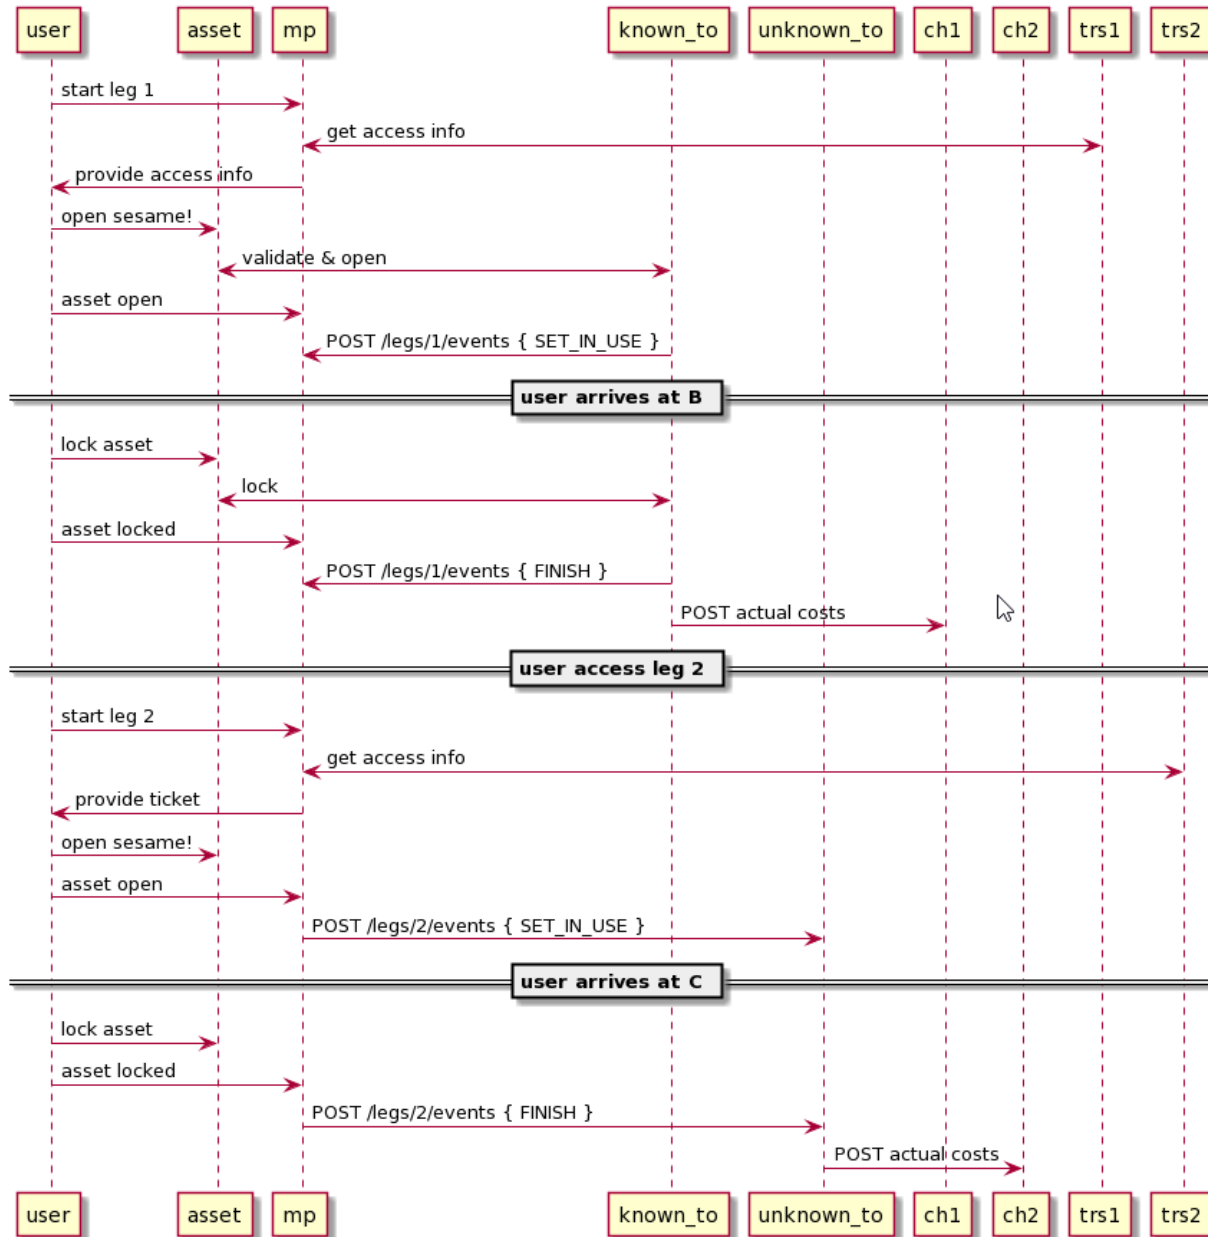 user asset mp known_to unknown_to ch1 ch2 trs1 trs2
start leg 1
get access info
provide access info
open sesame!
validate & open
asset open
POST /legs/1/events { SET_IN_USE }
user arrives at B
lock asset
lock
asset locked
POST /legs/1/events { FINISH }
POST actual costs
user access leg 2
start leg 2
get access info
provide ticket
open sesame!
asset open
POST /legs/2/events { SET_IN_USE }
user arrives at C
lock asset
asset locked
POST /legs/2/events { FINISH }
POST actual costs
user asset mp known_to unknown_to ch1 ch2 trs1 trs2